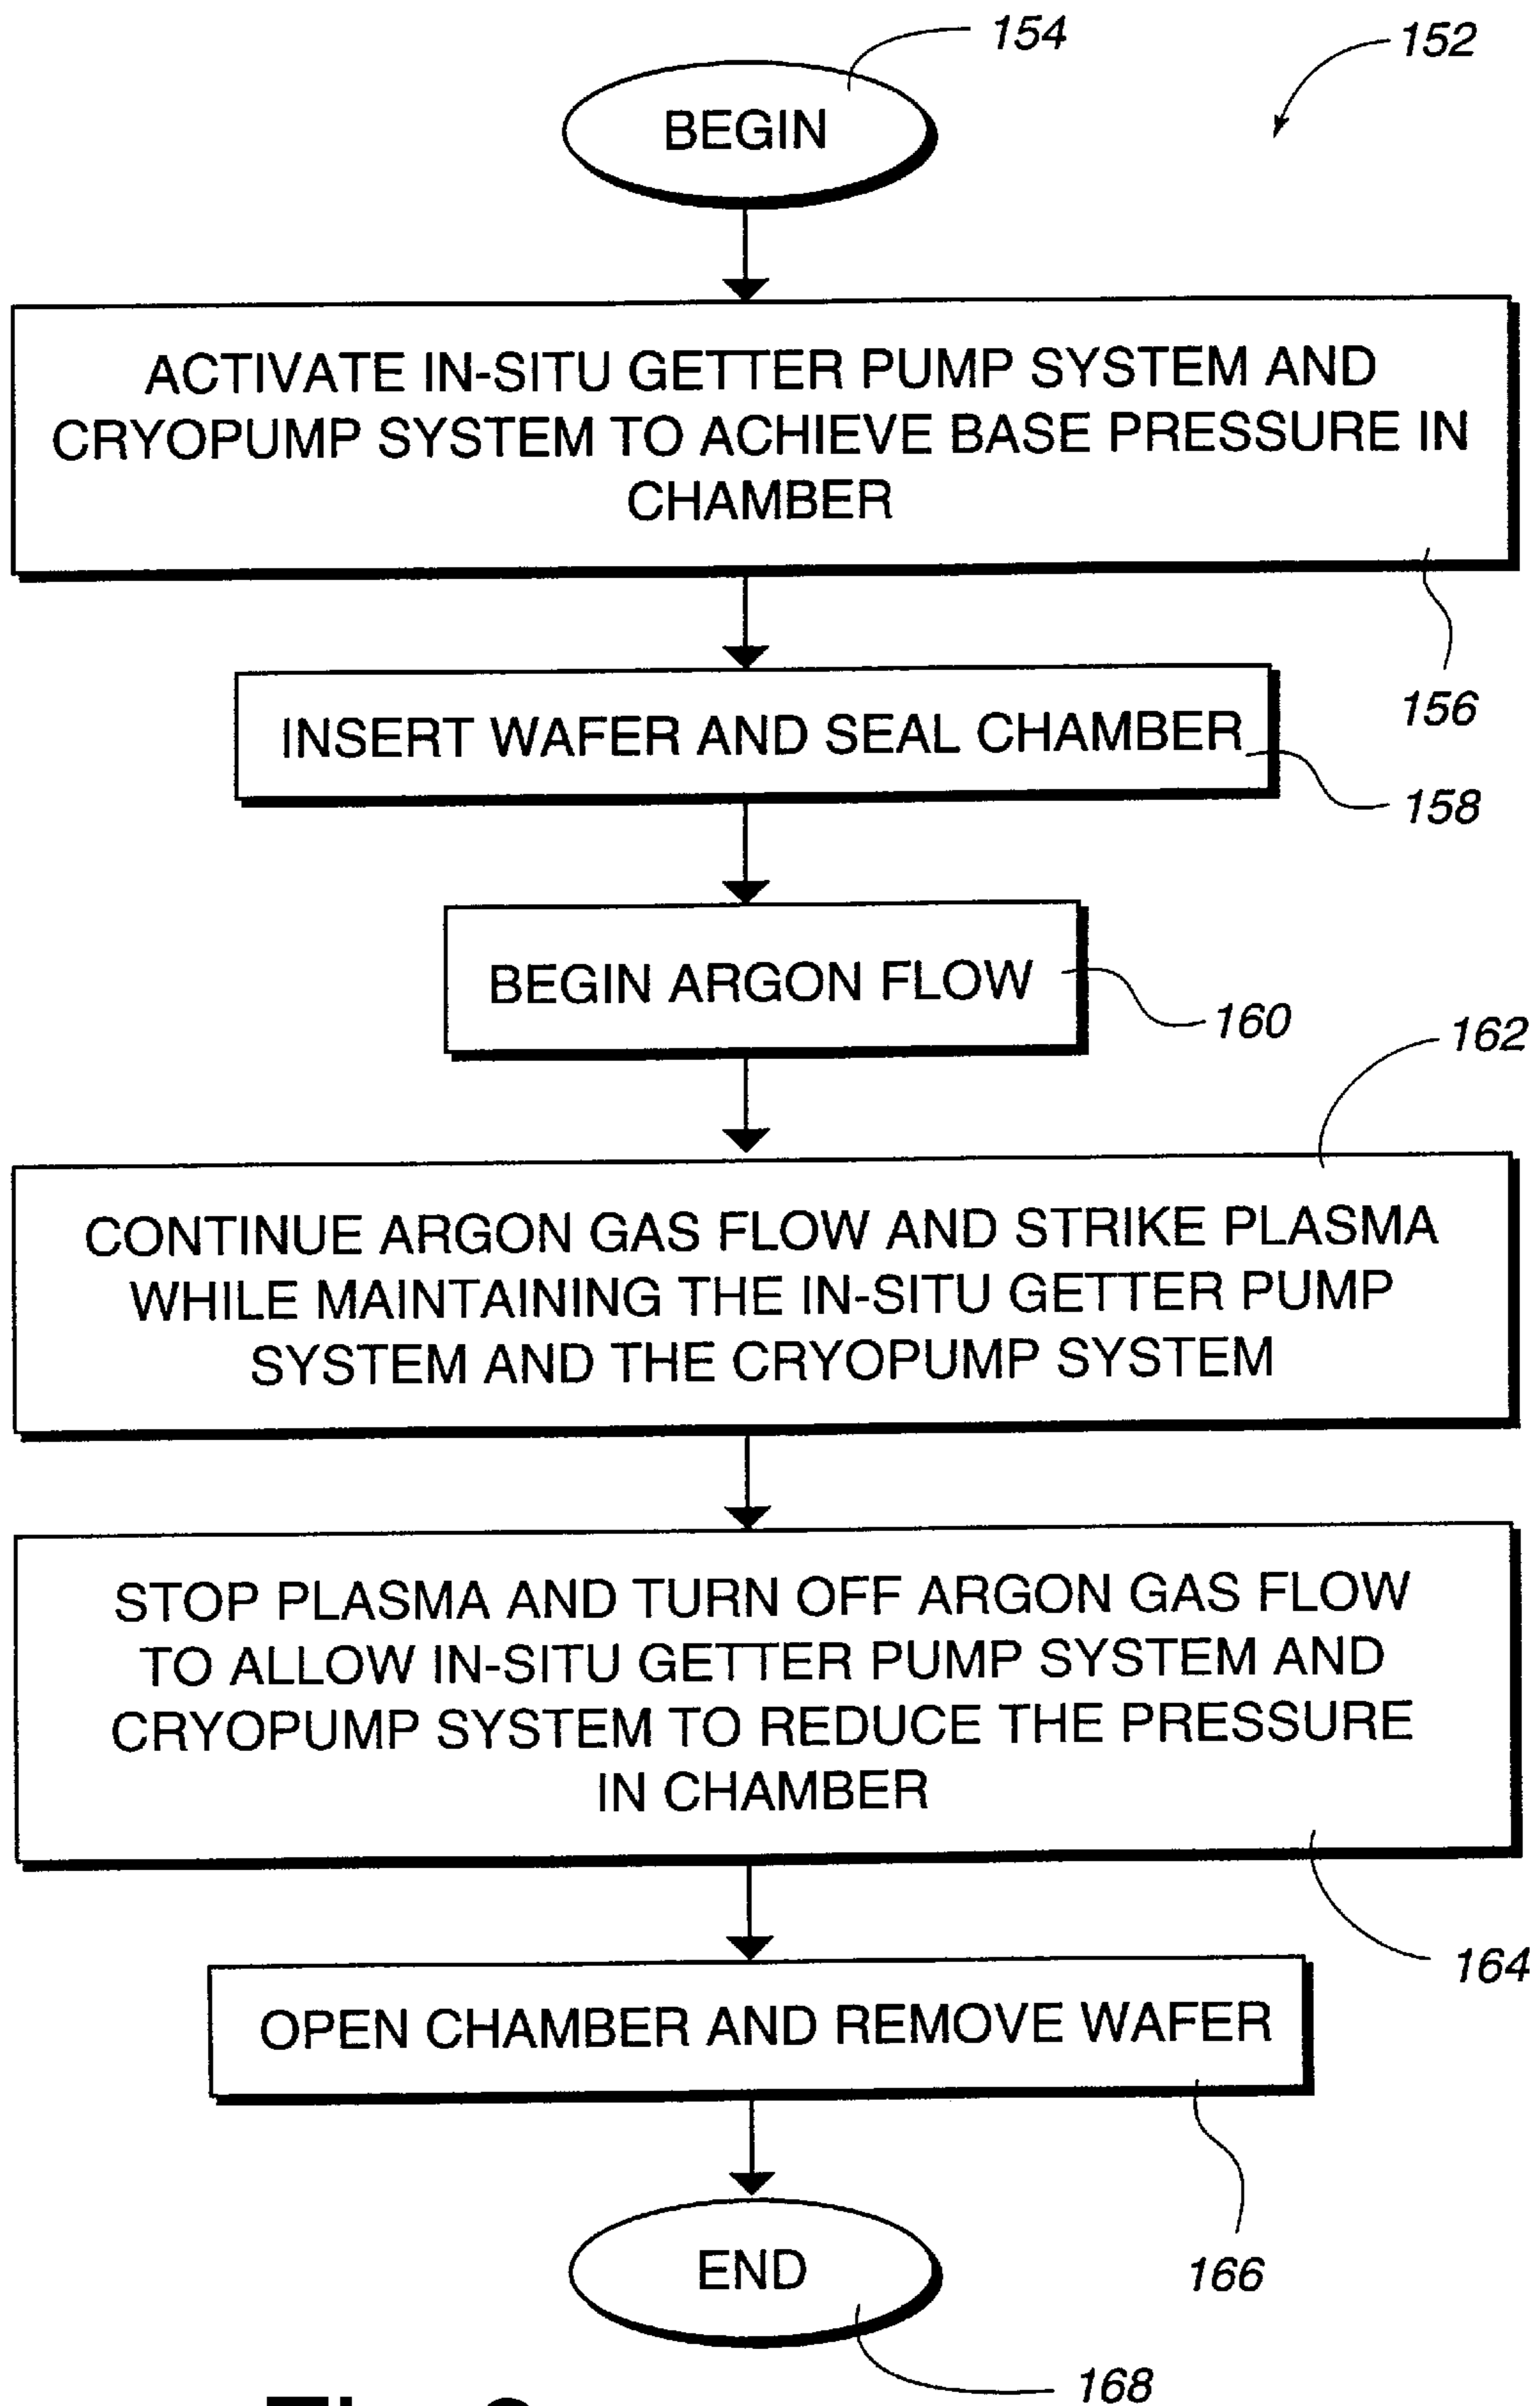 154
152
BEGIN
ACTIVATE IN-SITU GETTER PUMP SYSTEM AND
CRYOPUMP SYSTEM TO ACHIEVE BASE PRESSURE IN
CHAMBER
156
INSERT WAFER AND SEAL CHAMBER
158
BEGIN ARGON FLOW
160
162
CONTINUE ARGON GAS FLOW AND STRIKE PLASMA
WHILE MAINTAINING THE IN-SITU GETTER PUMP
SYSTEM AND THE CRYOPUMP SYSTEM
STOP PLASMA AND TURN OFF ARGON GAS FLOW
TO ALLOW IN-SITU GETTER PUMP SYSTEM AND
CRYOPUMP SYSTEM TO REDUCE THE PRESSURE
IN CHAMBER
164
OPEN CHAMBER AND REMOVE WAFER
166
END
168